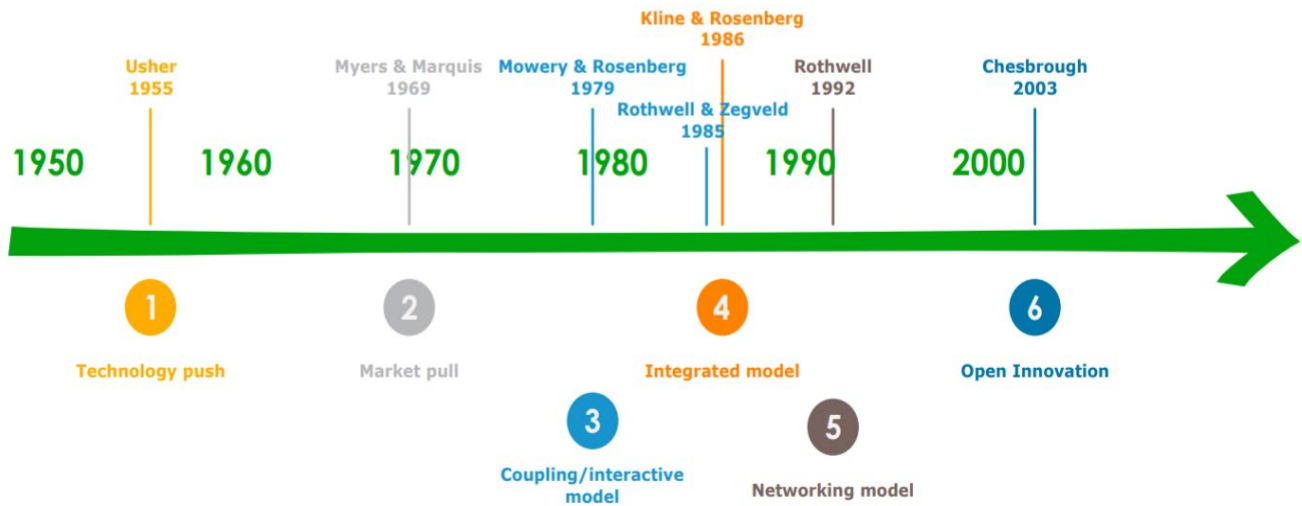 Kline & Rosenberg
1986
Usher
1955
Myers & Marquis
1969
Mowery & Rosenberg
1979
Rothwell
1992
Chesbrough
2003
Rothwell & Zegveld
1985
1950
1960
1970
1980
1990
2000
1
2
4
6
Technology push
Market pull
Integrated model
Open Innovation
3
5
Coupling/interactive
model
Networking model